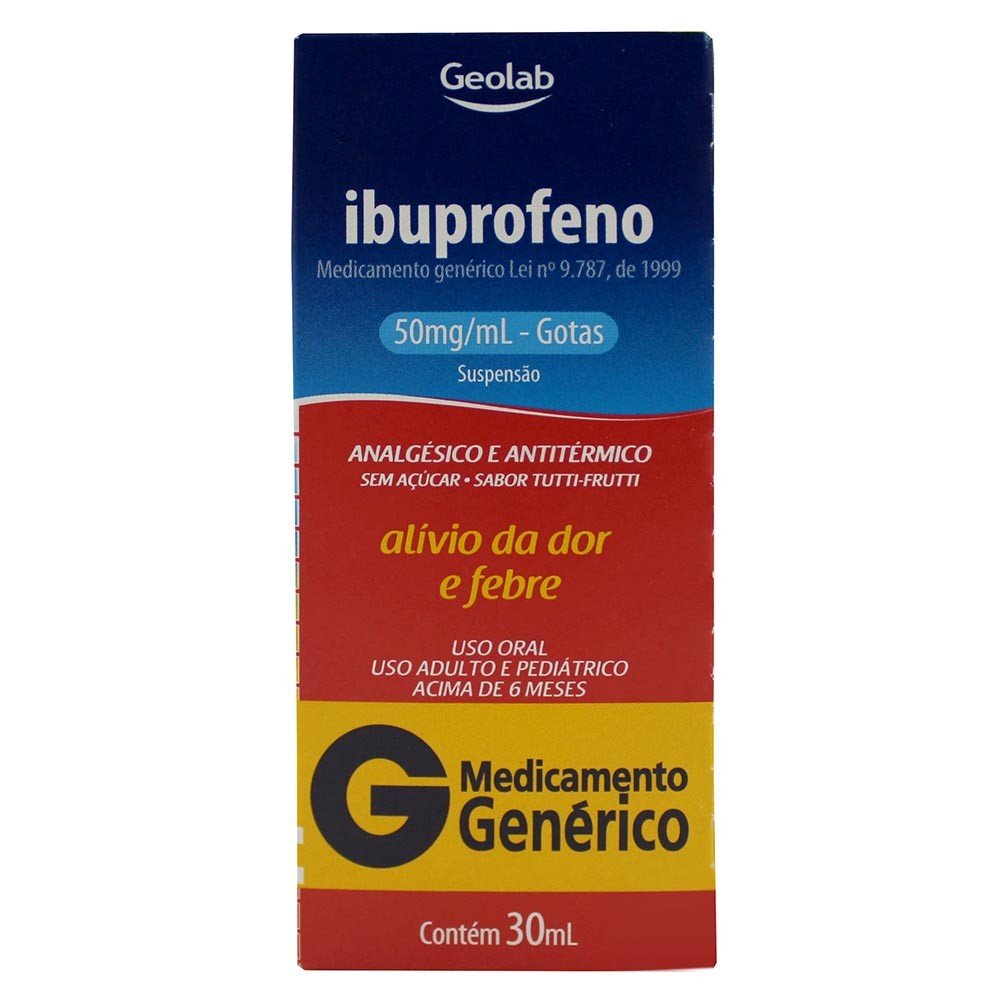 Geolab
ibuprofeno
Medicamento genérico Lei nº 9.787, de 1999
50mg/mL - Gotas
Suspensão
ANALGÉSICO E ANTITÉRMICO
SEM AÇÚCAR • SABOR TUTTI-FRUTTI
alívio da dor
e febre
USO ORAL
USO ADULTO E PEDIÁTRICO
ACIMA DE 6 MESES
G Medicamento
Genérico
Contém 30mL